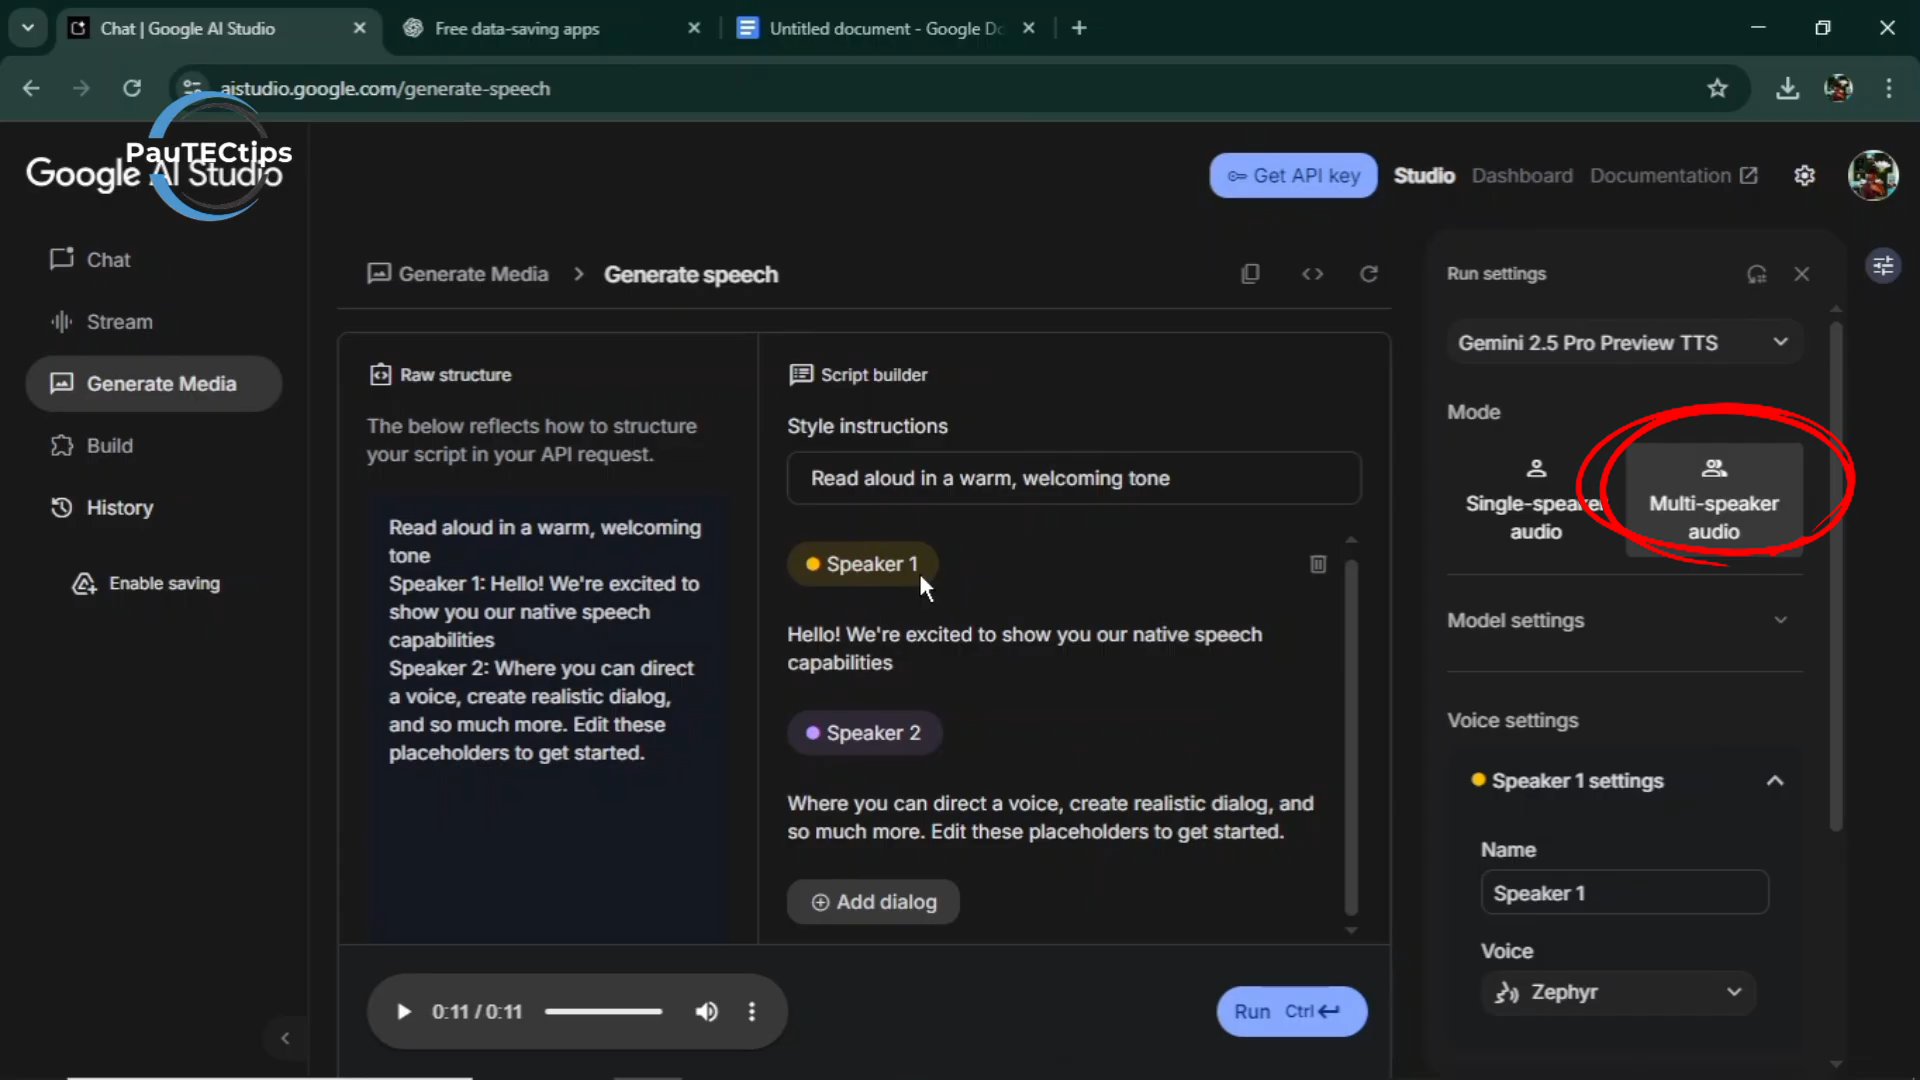 Chat | Google AI Studio
Free data-saving apps
Untitled document - Google Do
aistudio.google.com/generate-speech
PauTECtips
Google AI Studio
Get API key
Studio
Dashboard
Documentation
Chat
Stream
Generate Media
Build
History
Enable saving
Generate Media > Generate speech
Raw structure
The below reflects how to structure
your script in your API request.
Read aloud in a warm, welcoming
tone
Speaker 1: Hello! We're excited to
show you our native speech
capabilities
Speaker 2: Where you can direct
a voice, create realistic dialog,
and so much more. Edit these
placeholders to get started.
Script builder
Style instructions
Read aloud in a warm, welcoming tone
Speaker 1
Hello! We're excited to show you our native speech
capabilities
Speaker 2
Where you can direct a voice, create realistic dialog, and
so much more. Edit these placeholders to get started.
Add dialog
0:11 / 0:11
Run Ctrl
Run settings
Gemini 2.5 Pro Preview TTS
Mode
Single-speaker
audio
Multi-speaker
audio
Model settings
Voice settings
Speaker 1 settings
Name
Speaker 1
Voice
Zephyr